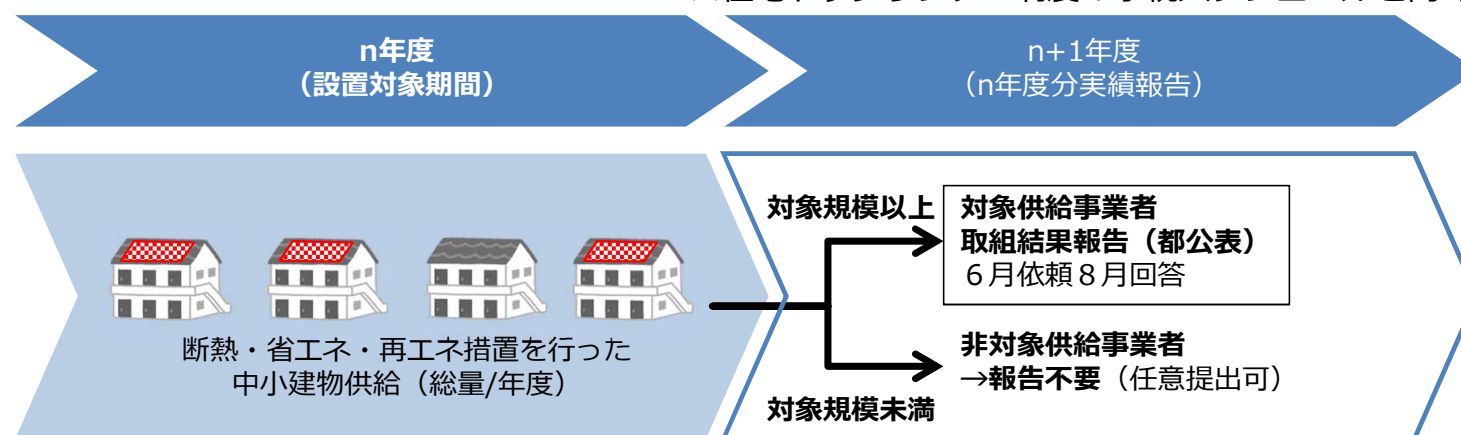 n年度
（設置対象期間）
n+1年度
（n年度分実績報告）
断熱・省エネ・再エネ措置を行った
中小建物供給（総量/年度）
対象規模以上
対象供給事業者
取組結果報告（都公表）
６月依頼８月回答
非対象供給事業者
→報告不要（任意提出可）
対象規模未満